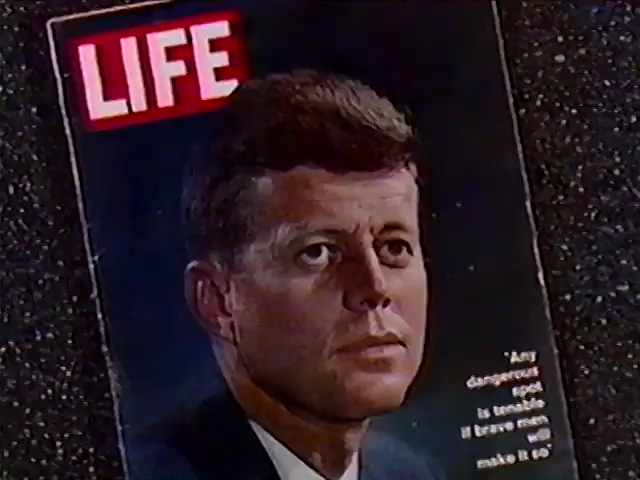 LIFE
'Any
dangerous
spot
is tenable
if brave men
will
make it so'